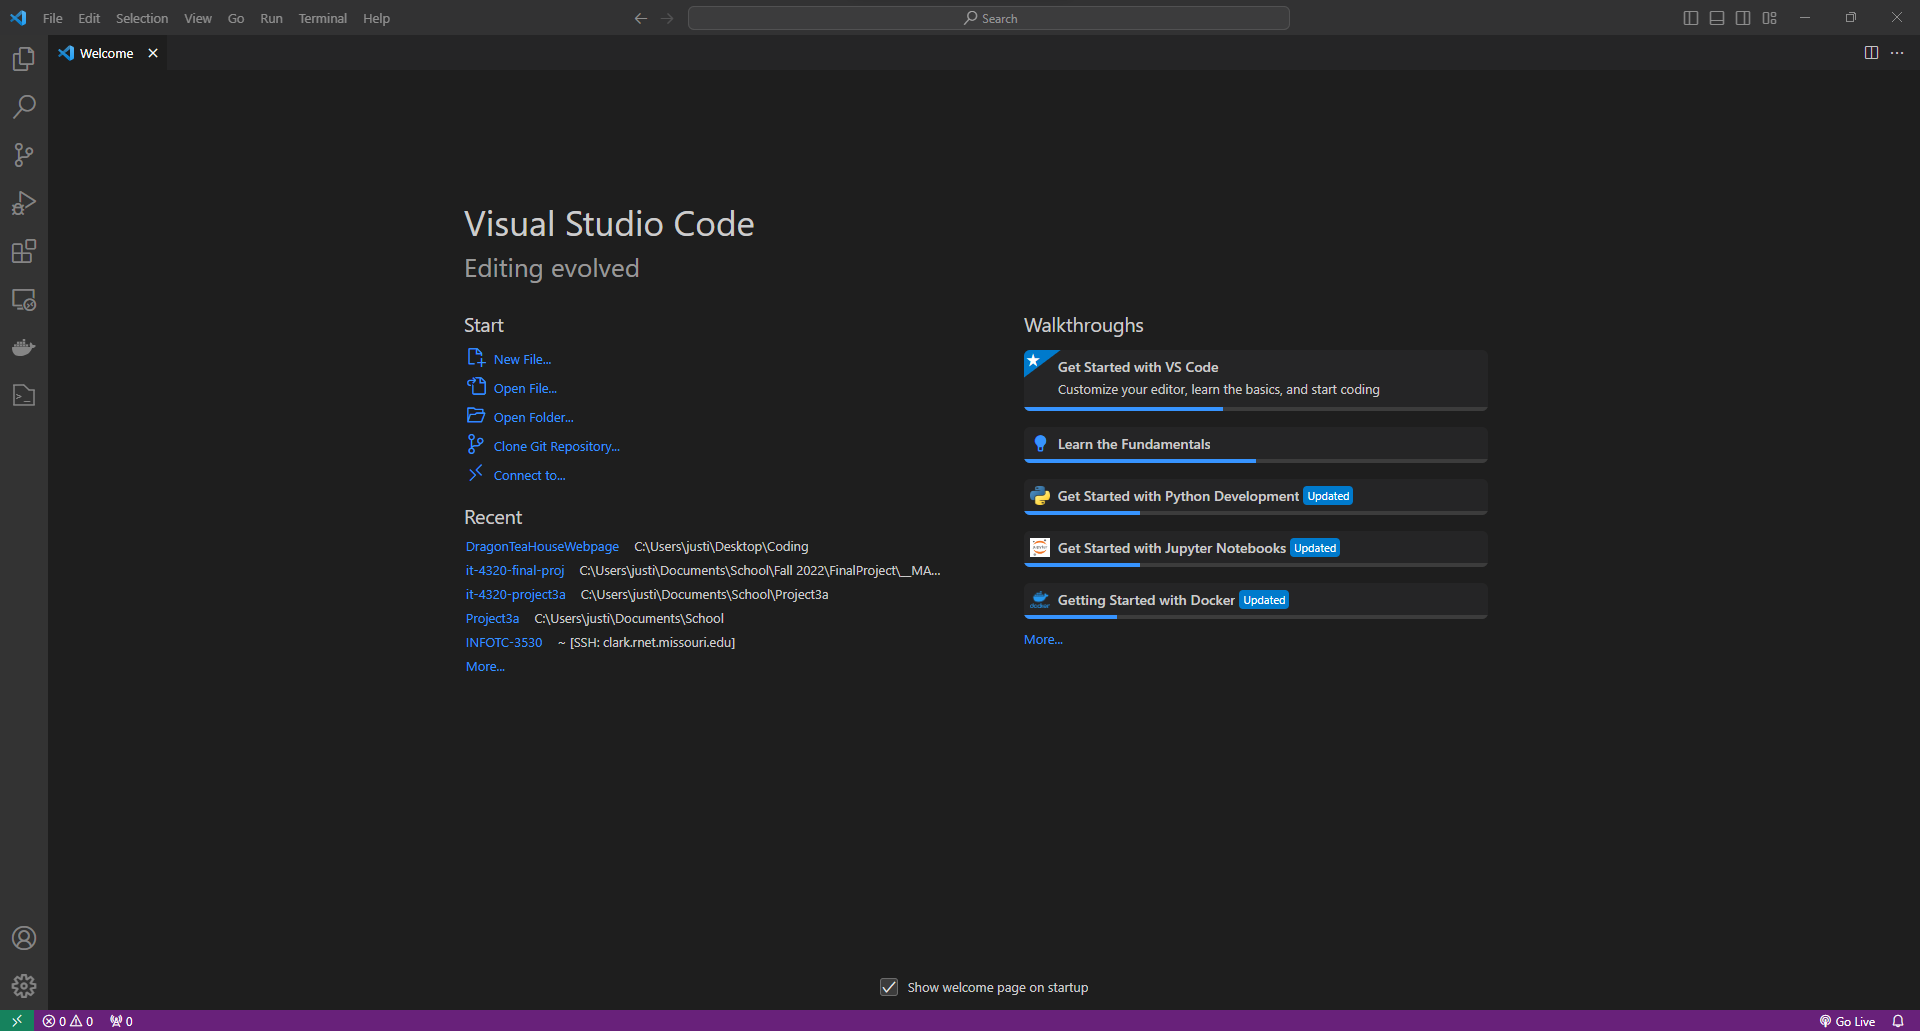 File Edit Selection View Go Run Terminal Help
Search
Welcome
Visual Studio Code
Editing evolved
Start
New File...
Open File...
Open Folder...
Clone Git Repository...
Connect to...
Recent
DragonTeaHouseWebpage C:\Users\justi\Desktop\Coding
it-4320-final-proj C:\Users\justi\Documents\School\Fall 2022\FinalProject\__MA...
it-4320-project3a C:\Users\justi\Documents\School\Project3a
Project3a C:\Users\justi\Documents\School
INFOTC-3530 ~ [SSH: clark.rnet.missouri.edu]
More...
Walkthroughs
Get Started with VS Code
Customize your editor, learn the basics, and start coding
Learn the Fundamentals
Get Started with Python Development Updated
Get Started with Jupyter Notebooks Updated
Getting Started with Docker Updated
More...
Show welcome page on startup
0 0 0
Go Live